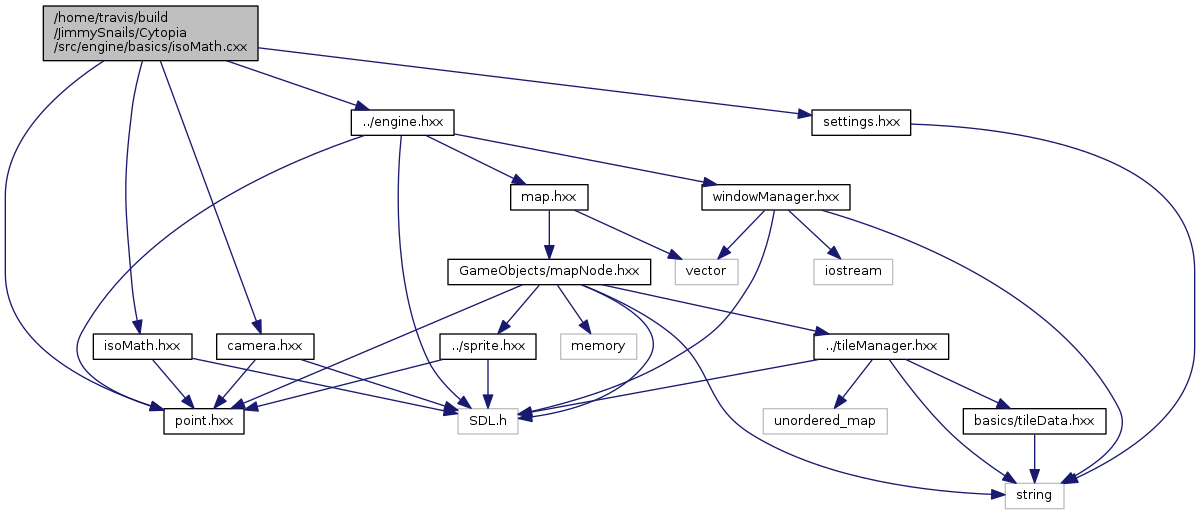 /home/travis/build
/JimmySnails/Cytopia
/src/engine/basics/isoMath.cxx
../engine.hxx
settings.hxx
map.hxx
windowManager.hxx
GameObjects/mapNode.hxx
vector
iostream
isoMath.hxx
camera.hxx
../sprite.hxx
memory
../tileManager.hxx
point.hxx
SDL.h
unordered_map
basics/tileData.hxx
string